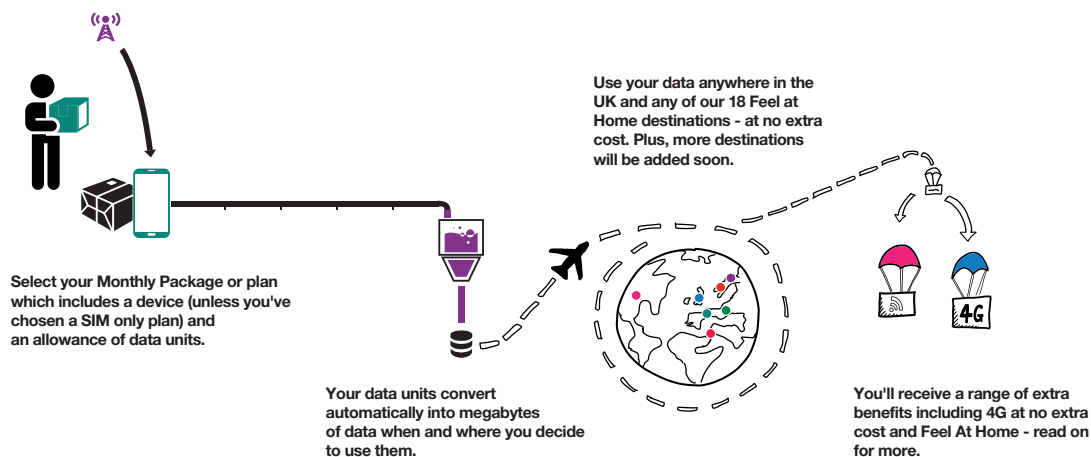 Select your Monthly Package or plan
which includes a device (unless you've
chosen a SIM only plan) and
an allowance of data units.
Your data units convert
automatically into megabytes
of data when and where you decide
to use them.
Use your data anywhere in the
UK and any of our 18 Feel at
Home destinations - at no extra
cost. Plus, more destinations
will be added soon.
4G
You'll receive a range of extra
benefits including 4G at no extra
cost and Feel At Home - read on
for more.